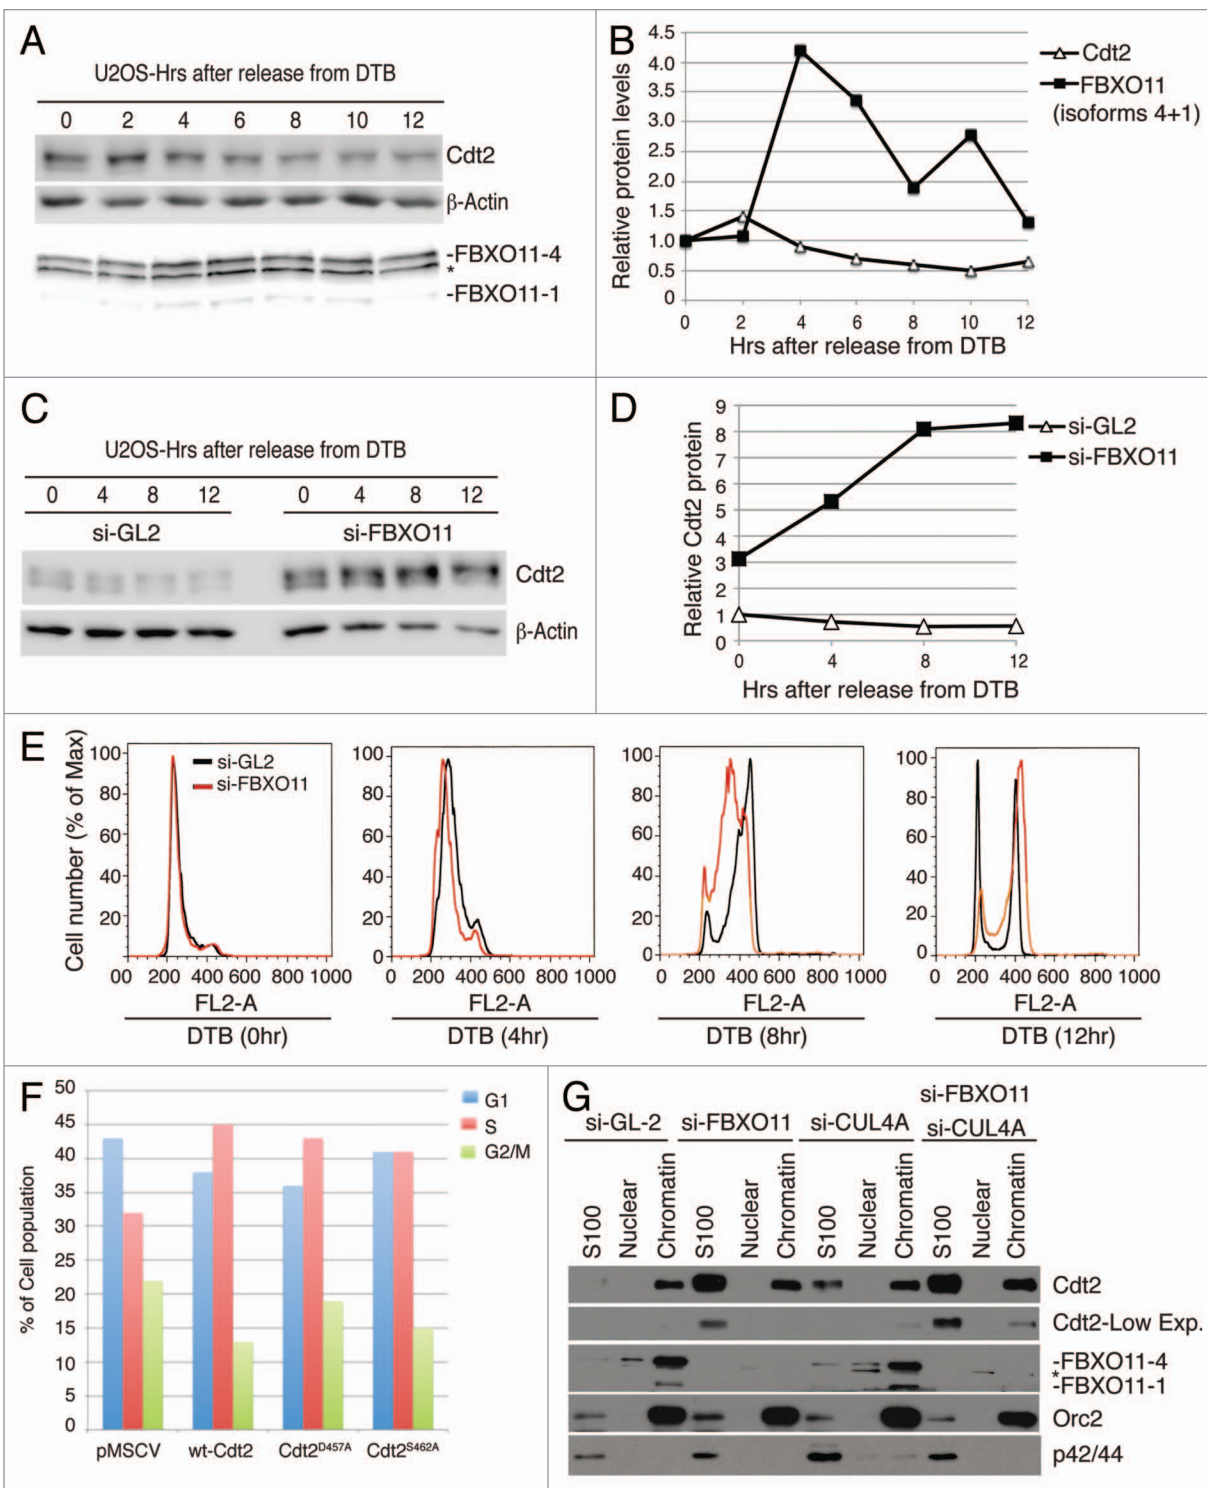 A
U2OS-Hrs after release from DTB
0 2 4 6 8 10 12
Cdt2
β-Actin
-FBXO11-4
*
-FBXO11-1
B
Relative protein levels
4.5
4.0
3.5
3.0
2.5
2.0
1.5
1.0
0.5
0
0 2 4 6 8 10 12
Hrs after release from DTB
Cdt2
FBXO11
(isoforms 4+1)
C
U2OS-Hrs after release from DTB
0 4 8 12 0 4 8 12
si-GL2 si-FBXO11
Cdt2
β-Actin
D
Relative Cdt2 protein
9
8
7
6
5
4
3
2
1
0
0 4 8 12
Hrs after release from DTB
si-GL2
si-FBXO11
E
Cell number (% of Max)
si-GL2
si-FBXO11
100
80
60
40
20
0
0 200 400 600 800 1000
FL2-A
DTB (0hr)
100
80
60
40
20
0
0 200 400 600 800 1000
FL2-A
DTB (4hr)
100
80
60
40
20
0
0 200 400 600 800 1000
FL2-A
DTB (8hr)
100
80
60
40
20
0
0 200 400 600 800 1000
FL2-A
DTB (12hr)
F
% of Cell population
50
45
40
35
30
25
20
15
10
5
0
pMSCV wt-Cdt2 Cdt2D457A Cdt2S462A
G1
S
G2/M
G
si-FBXO11
si-GL-2 si-FBXO11 si-CUL4A si-CUL4A
S100 Nuclear Chromatin S100 Nuclear Chromatin S100 Nuclear Chromatin S100 Nuclear Chromatin
Cdt2
Cdt2-Low Exp.
-FBXO11-4
*
-FBXO11-1
Orc2
p42/44